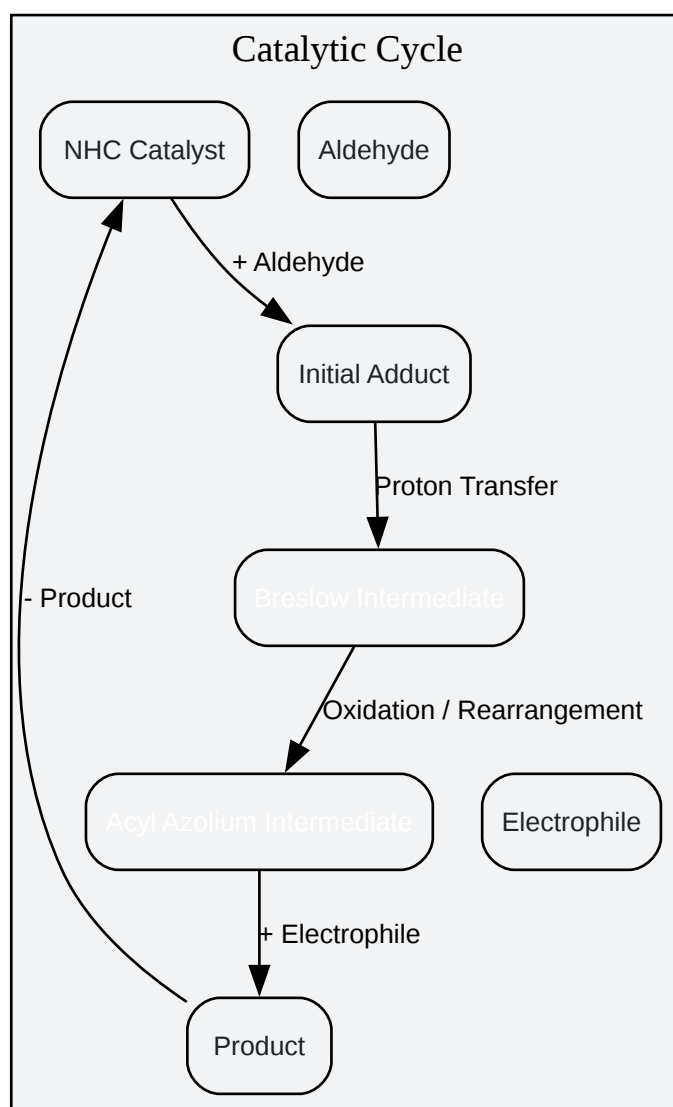 Catalytic Cycle
NHC Catalyst
Aldehyde
+ Aldehyde
Initial Adduct
Proton Transfer
Breslow Intermediate
- Product
Oxidation / Rearrangement
Acyl Azolium Intermediate
Electrophile
+ Electrophile
Product